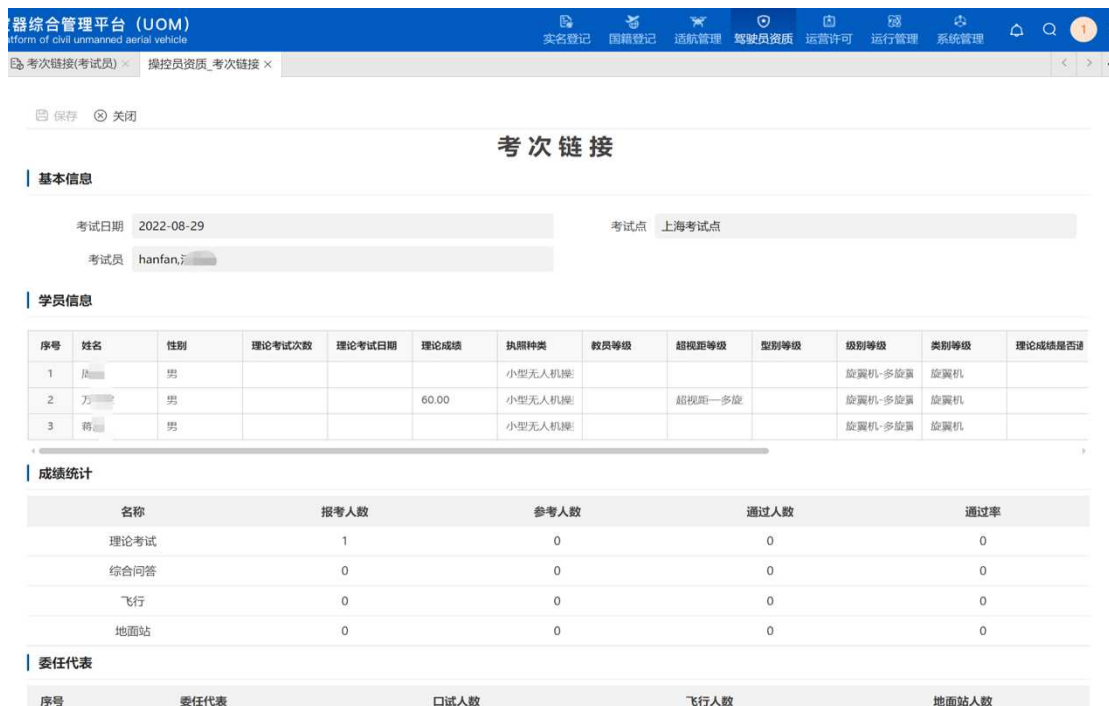 器综合管理平台（UOM）
atform of civil unmanned aerial vehicle
实名登记 国籍登记 适航管理 驾驶员资质 运营许可 运行管理 系统管理
1
考次链接(考试员) × 操控员资质_考次链接 ×
保存 关闭
考次链接
基本信息
考试日期 2022-08-29 考试点 上海考试点
考试员 hanfan,
学员信息
序号 姓名 性别 理论考试次数 理论考试日期 理论成绩 执照种类 教员等级 超视距等级 型别等级 级别等级 类别等级 理论成绩是否通
1 男 小型无人机操 旋翼机-多旋翼 旋翼机
2 万 男 60.00 小型无人机操 超视距—多旋 旋翼机-多旋翼 旋翼机
3 蒋 男 小型无人机操 旋翼机-多旋翼 旋翼机
成绩统计
名称 报考人数 参考人数 通过人数 通过率
理论考试 1 0 0 0
综合问答 0 0 0 0
飞行 0 0 0 0
地面站 0 0 0 0
委任代表
序号 委任代表 口试人数 飞行人数 地面站人数